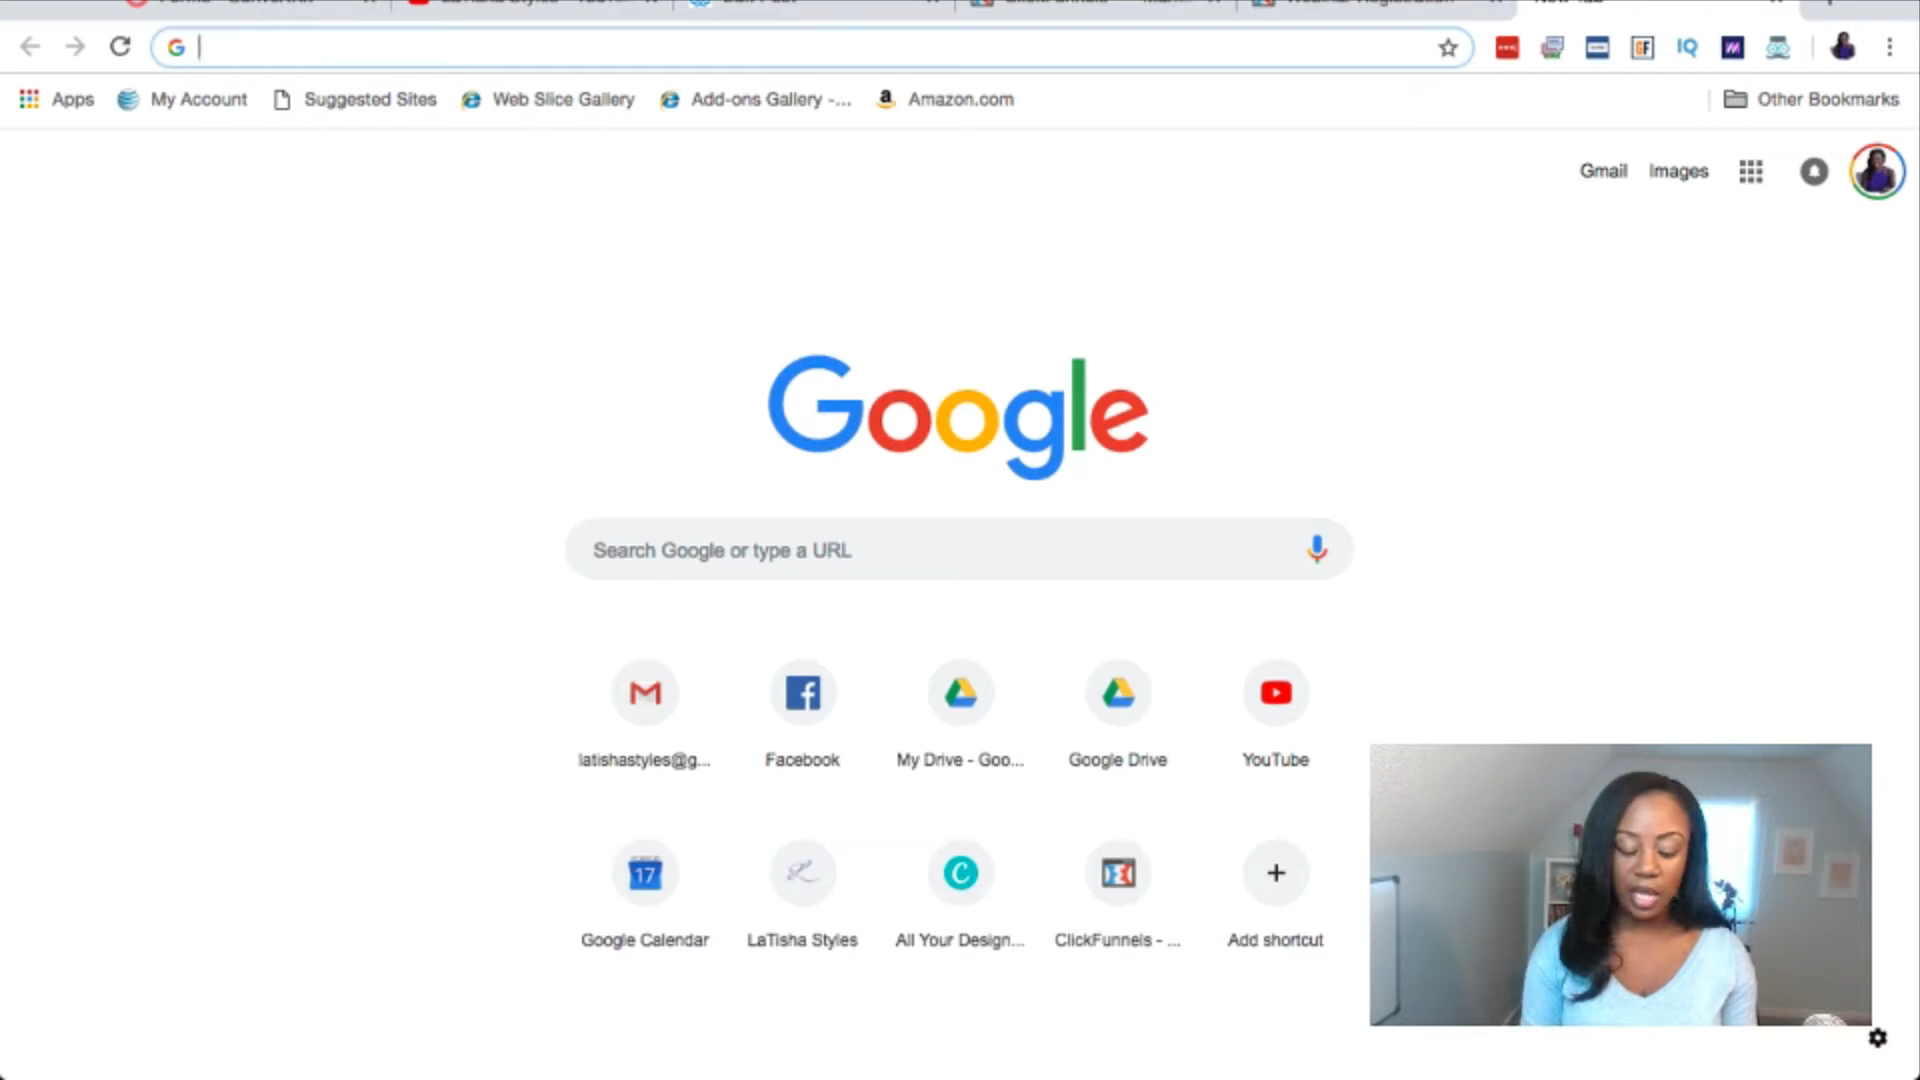 Apps
My Account
Suggested Sites
Web Slice Gallery
Add-ons Gallery -...
Amazon.com
Other Bookmarks
Gmail
Images
Google
Search Google or type a URL
latishastyles@g...
Facebook
My Drive - Goo...
Google Drive
YouTube
17
Google Calendar
LaTisha Styles
All Your Design...
ClickFunnels - ...
Add shortcut